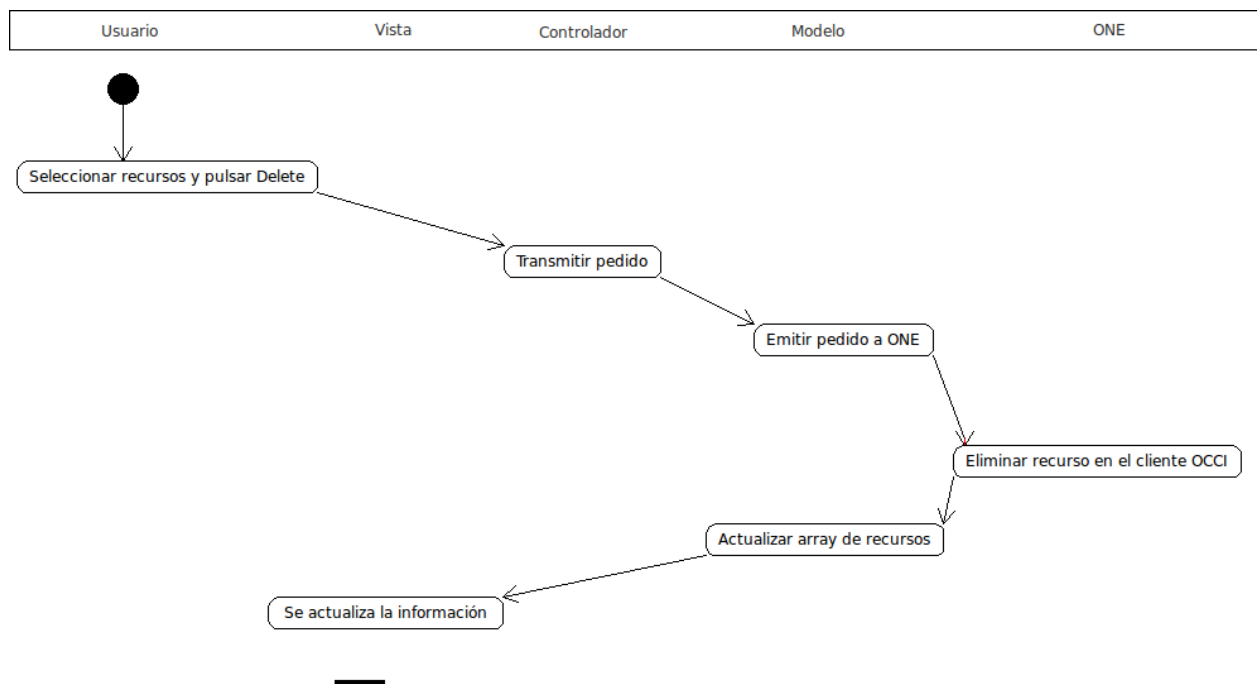 Usuario Vista Controlador Modelo ONE
Seleccionar recursos y pulsar Delete
Transmitir pedido
Emitir pedido a ONE
Eliminar recurso en el cliente OCCI
Actualizar array de recursos
Se actualiza la información